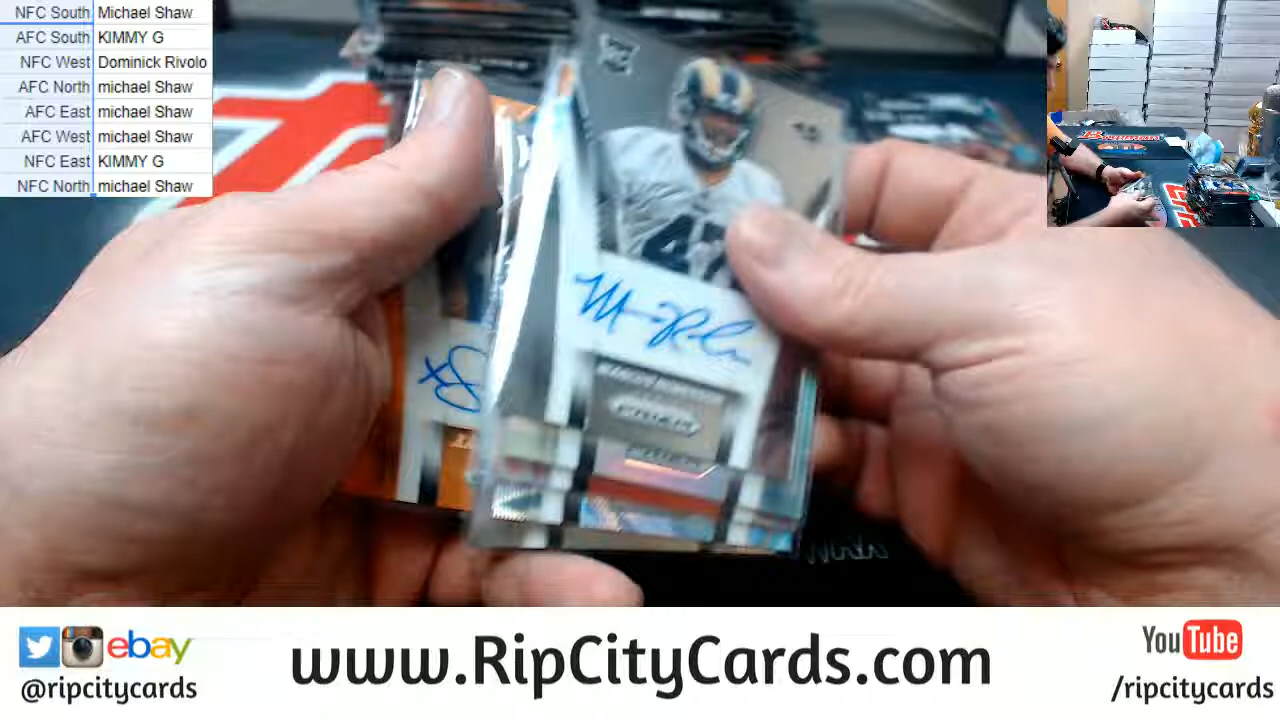 NFC South Michael Shaw
AFC South KIMMY G
NFC West Dominick Rivolo
AFC North michael Shaw
AFC East michael Shaw
AFC West michael Shaw
NFC East KIMMY G
NFC North michael Shaw
Bowman
RC
47
PRIZM
ebay
@ripcitycards
www.RipCityCards.com
YouTube
/ripcitycards